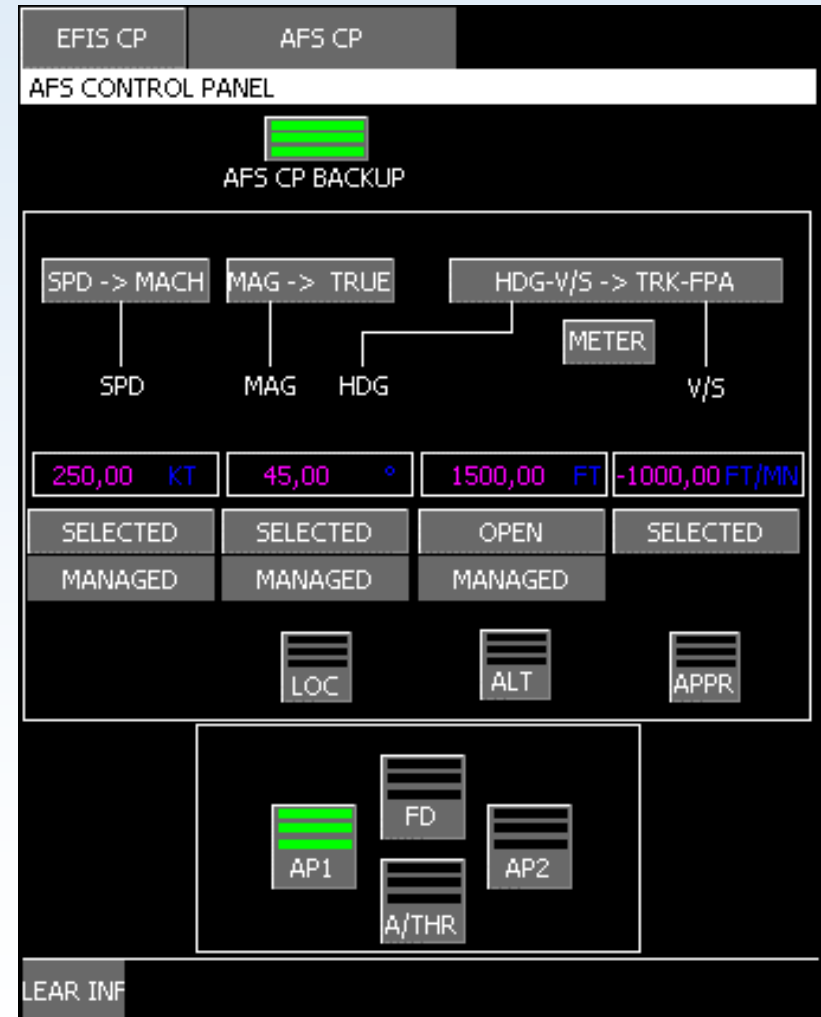 EFIS CP AFS CP
AFS CONTROL PANEL
AFS CP BACKUP
SPD -> MACH MAG -> TRUE HDG-V/S -> TRK-FPA
METER
SPD MAG HDG V/S
250,00 KT 45,00 ° 1500,00 FT -1000,00 FT/MN
SELECTED SELECTED OPEN SELECTED
MANAGED MANAGED MANAGED
LOC ALT APPR
FD
AP1 AP2
A/THR
LEAR INF